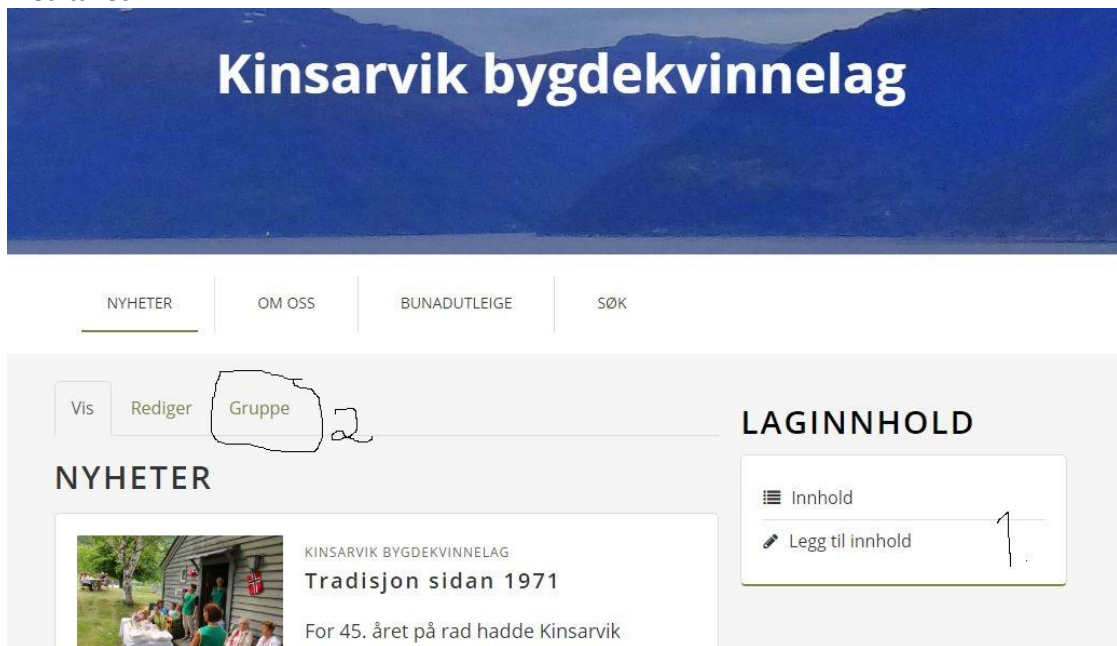 Kinsarvik bygdekvinnelag
NYHETER OM OSS BUNADUTLEIGE SØK
Vis Rediger Gruppe 2
LAGINNHOLD
Innhold
Legg til innhold 1.
NYHETER
KINSARVIK BYGDEKVINNELAG
Tradisjon sidan 1971
For 45. året på rad hadde Kinsarvik